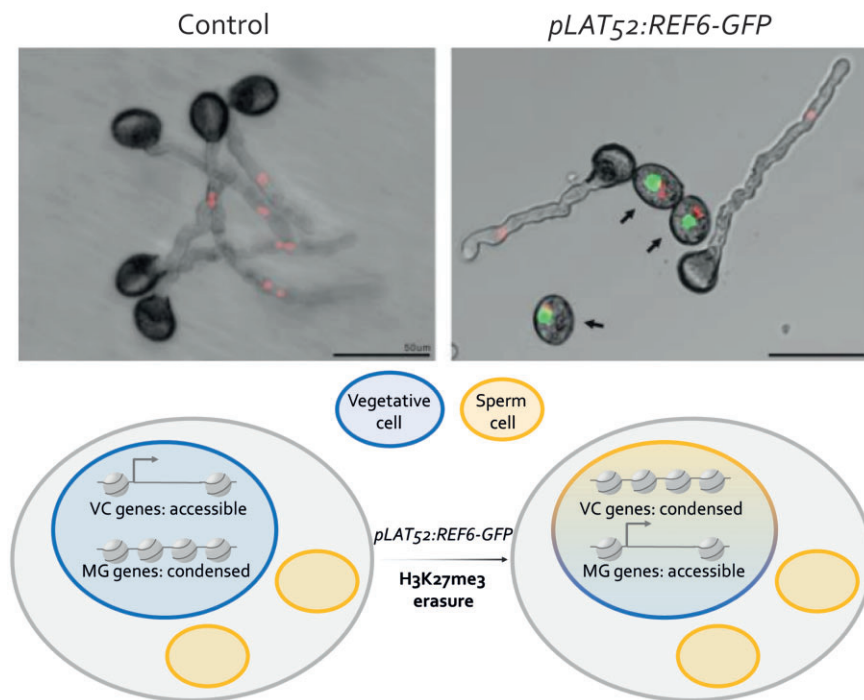 Control
pLAT52:REF6-GFP
50um
Vegetative
cell
Sperm
cell
VC genes: accessible
MG genes: condensed
pLAT52:REF6-GFP
H3K27me3
erasure
VC genes: condensed
MG genes: accessible